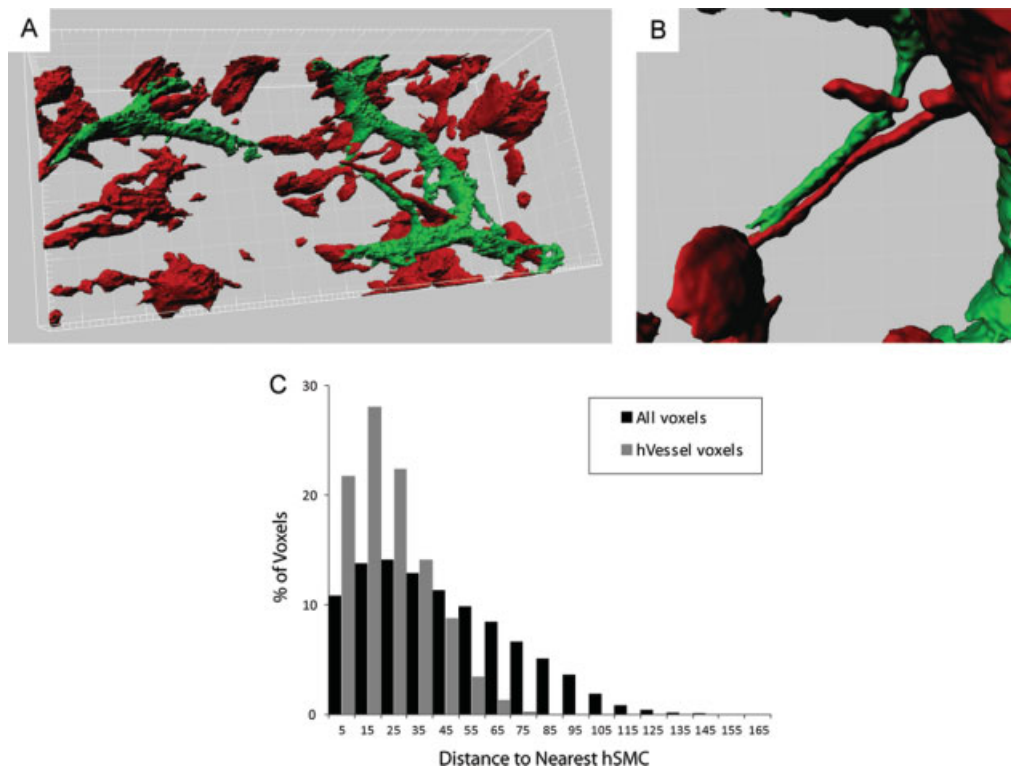 A
B
C
30
20
10
0
% of Voxels
All voxels
hVessel voxels
5 15 25 35 45 55 65 75 85 95 105 115 125 135 145 155 165
Distance to Nearest hSMC